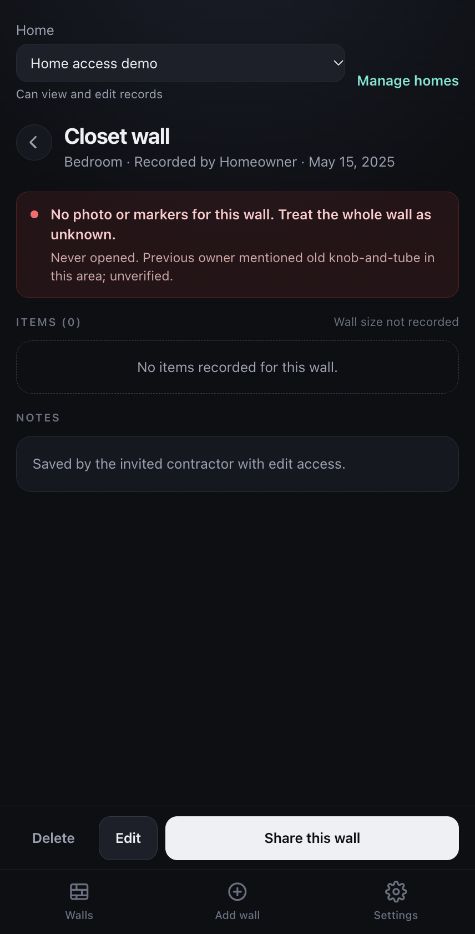 Home
Home access demo
Manage homes
Can view and edit records
Closet wall
Bedroom · Recorded by Homeowner · May 15, 2025
No photo or markers for this wall. Treat the whole wall as
unknown.
Never opened. Previous owner mentioned old knob-and-tube in
this area; unverified.
ITEMS (0)
Wall size not recorded
No items recorded for this wall.
NOTES
Saved by the invited contractor with edit access.
Delete
Edit
Share this wall
Walls
Add wall
Settings